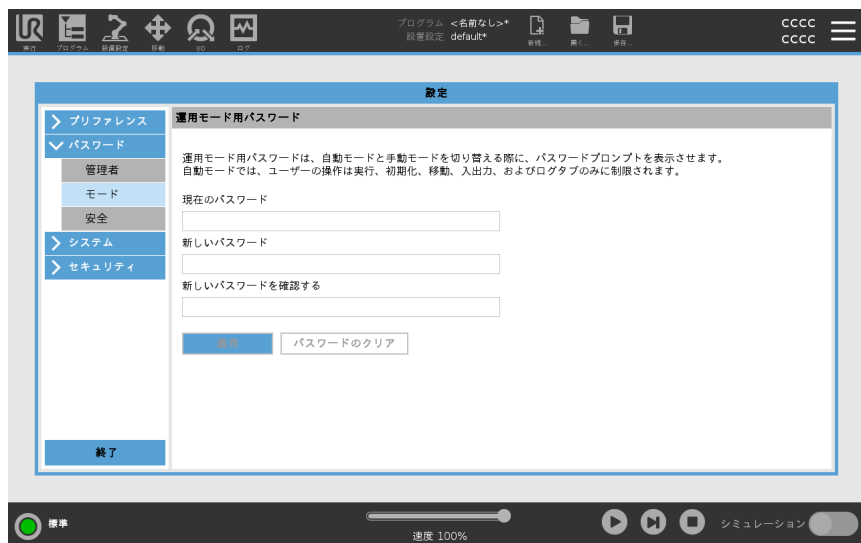 プログラム <名前なし>*
設置設定 default*
実行
プログラム
設置設定
移動
I/O
ログ
新規...
開く...
保存...
CCCC
CCCC
設定
プリファレンス
パスワード
管理者
モード
安全
システム
セキュリティ
終了
運用モード用パスワード
運用モード用パスワードは、自動モードと手動モードを切り替える際に、パスワードプロンプトを表示させます。
自動モードでは、ユーザーの操作は実行、初期化、移動、入出力、およびログタブのみに制限されます。
現在のパスワード
新しいパスワード
新しいパスワードを確認する
適用
パスワードのクリア
標準
速度 100%
シミュレーション